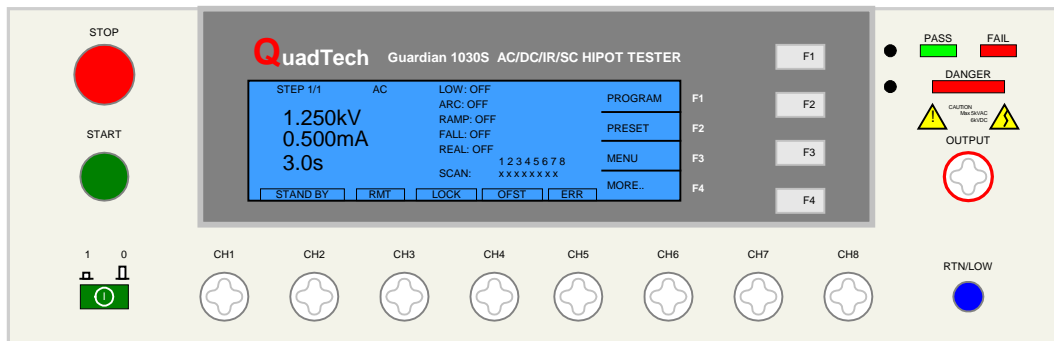 STOP
START
1 0
QuadTech Guardian 1030S AC/DC/IR/SC HIPOT TESTER
STEP 1/1 AC
1.250kV
0.500mA
3.0s
LOW: OFF
ARC: OFF
RAMP: OFF
FALL: OFF
REAL: OFF
1 2 3 4 5 6 7 8
SCAN: x x x x x x x x
STAND BY RMT LOCK OFST ERR
PROGRAM F1
PRESET F2
MENU F3
MORE.. F4
F1
F2
F3
F4
PASS FAIL
DANGER
CAUTION
Max 5kVAC
6kVDC
OUTPUT
CH1 CH2 CH3 CH4 CH5 CH6 CH7 CH8
RTN/LOW